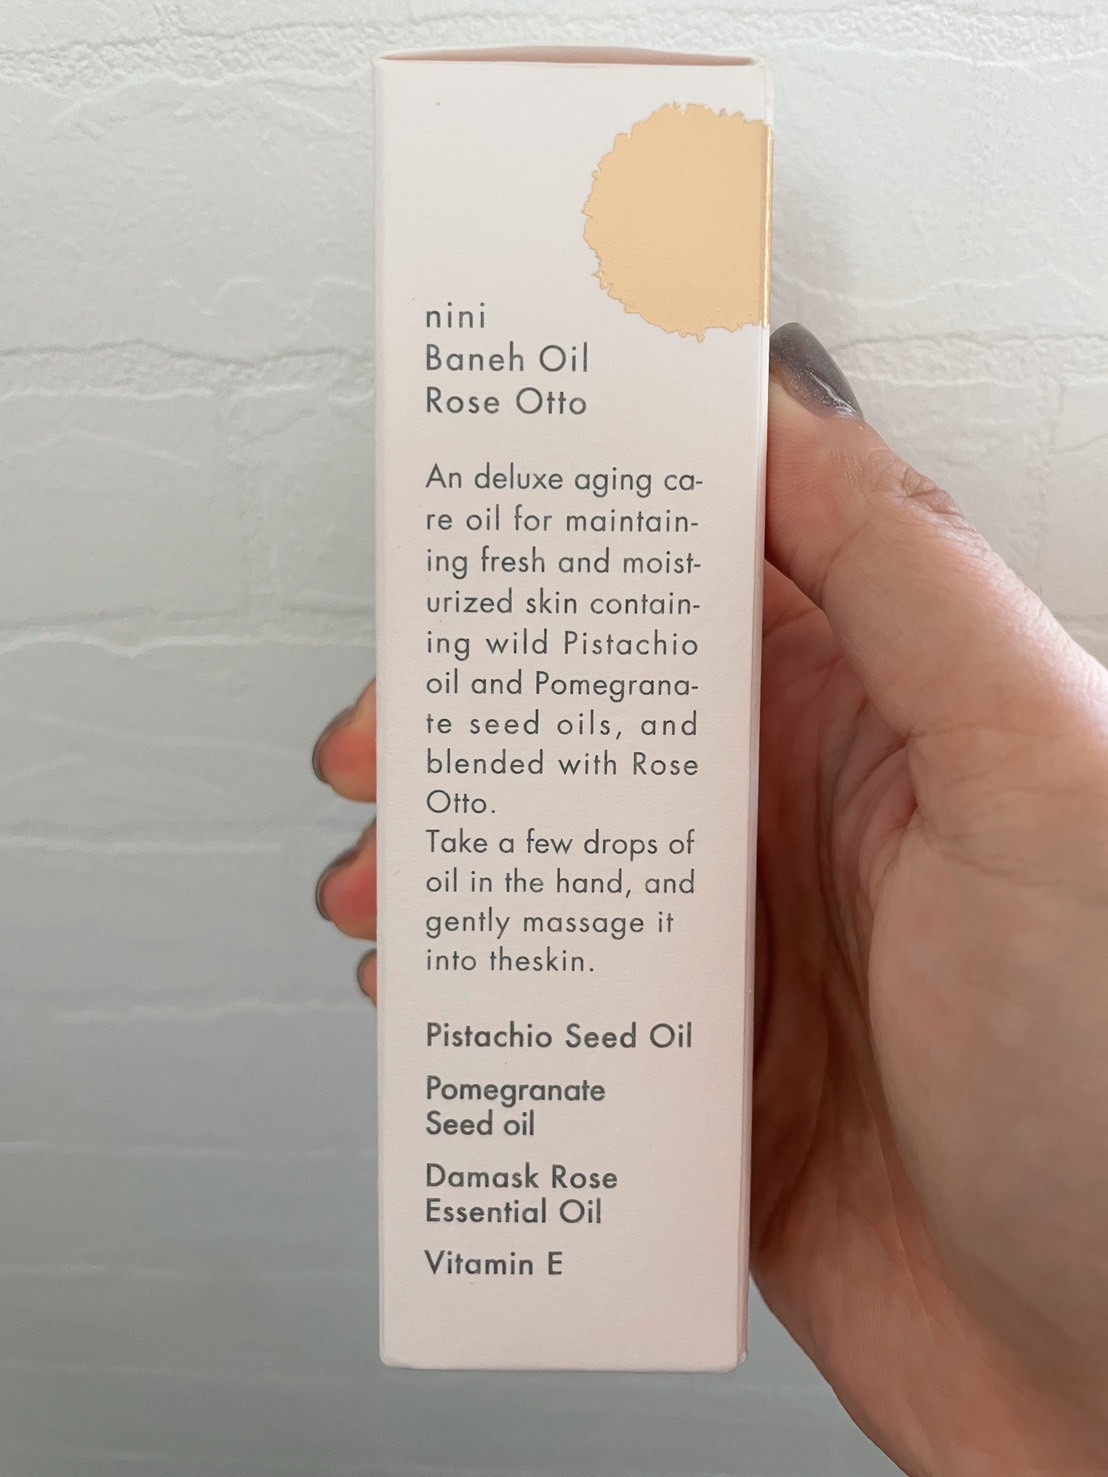 nini
Baneh Oil
Rose Otto
An deluxe aging ca-
re oil for maintain-
ing fresh and moist-
urized skin contain-
ing wild Pistachio
oil and Pomegrana-
te seed oils, and
blended with Rose
Otto.
Take a few drops of
oil in the hand, and
gently massage it
into theskin.
Pistachio Seed Oil
Pomegranate
Seed oil
Damask Rose
Essential Oil
Vitamin E